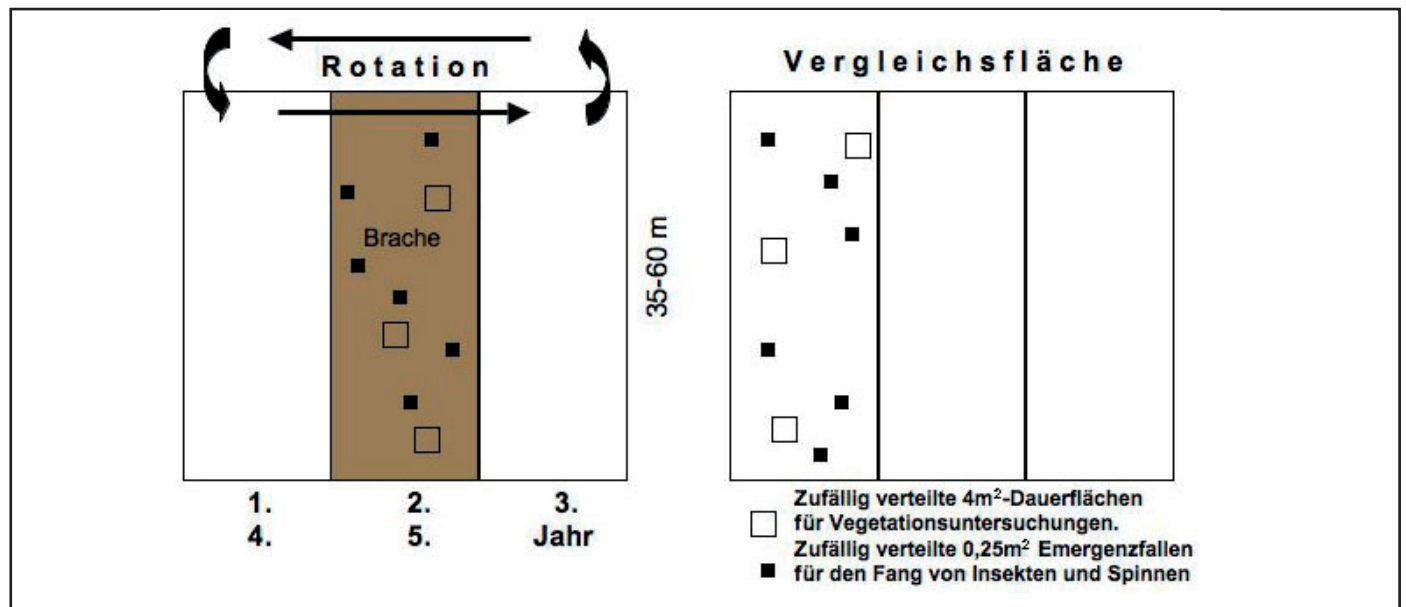 Rotation
Vergleichsfläche
Brache
35-60 m
1. 2. 3.
4. 5. Jahr
Zufällig verteilte 4m²-Dauerflächen
für Vegetationsuntersuchungen.
Zufällig verteilte 0,25m² Emergenzfallen
für den Fang von Insekten und Spinnen